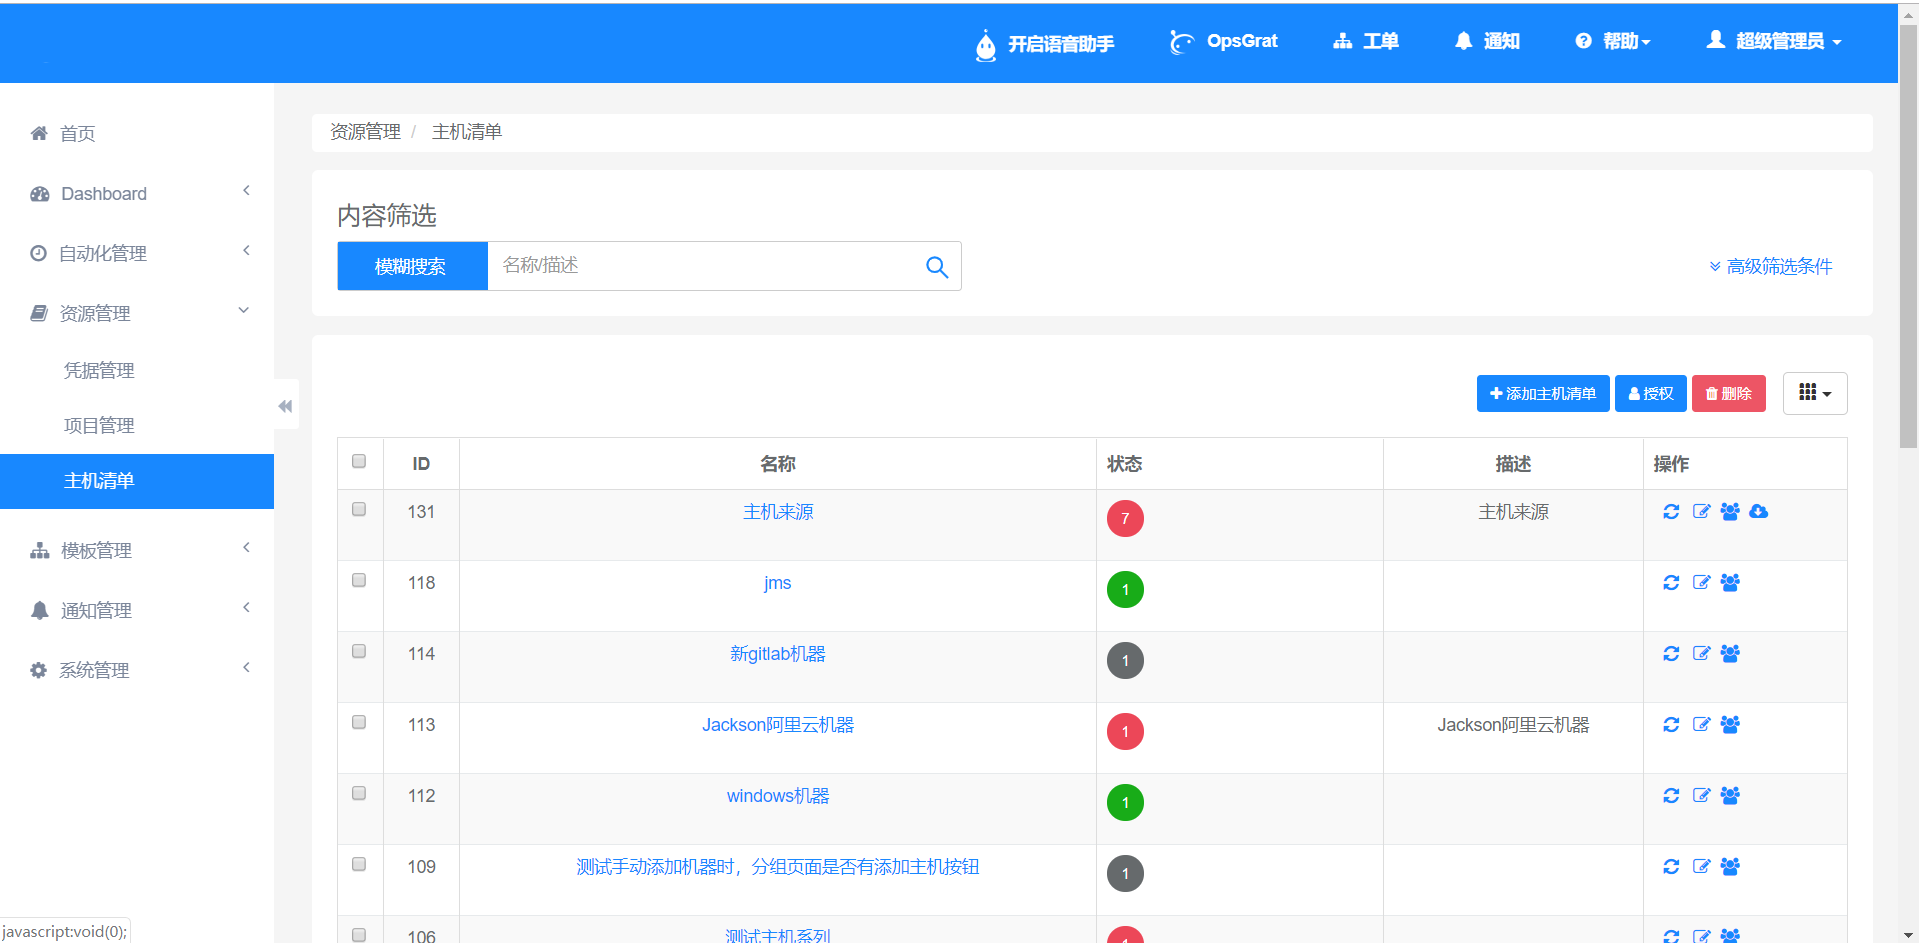 开启语音助手 OpsGrat 工单 通知 帮助 超级管理员
首页
Dashboard
自动化管理
资源管理
凭据管理
项目管理
主机清单
模板管理
通知管理
系统管理
资源管理 / 主机清单
内容筛选
模糊搜索 名称/描述 高级筛选条件
添加主机清单 授权 删除
ID 名称 状态 描述 操作
131 主机来源 7 主机来源
118 jms 1
114 新gitlab机器 1
113 Jackson阿里云机器 1 Jackson阿里云机器
112 windows机器 1
109 测试手动添加机器时，分组页面是否有添加主机按钮 1
106 测试主机系列 1
javascript:void(0);